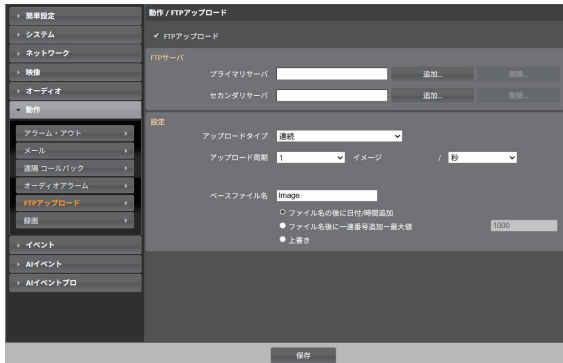 簡単設定
システム
ネットワーク
映像
オーディオ
動作
アラーム・アウト
メール
遠隔 コールバック
オーディオアラーム
FTPアップロード
録画
イベント
AIイベント
AIイベントプロ
動作 / FTPアップロード
FTPアップロード
FTPサーバ
プライマリサーバ 追加... 削除...
セカンダリサーバ 追加... 削除...
設定
アップロードタイプ 連続
アップロード周期 1 イメージ / 秒
ベースファイル名 Image
ファイル名の後に日付/時間追加
ファイル名後に一連番号追加－最大値 1000
上書き
保存